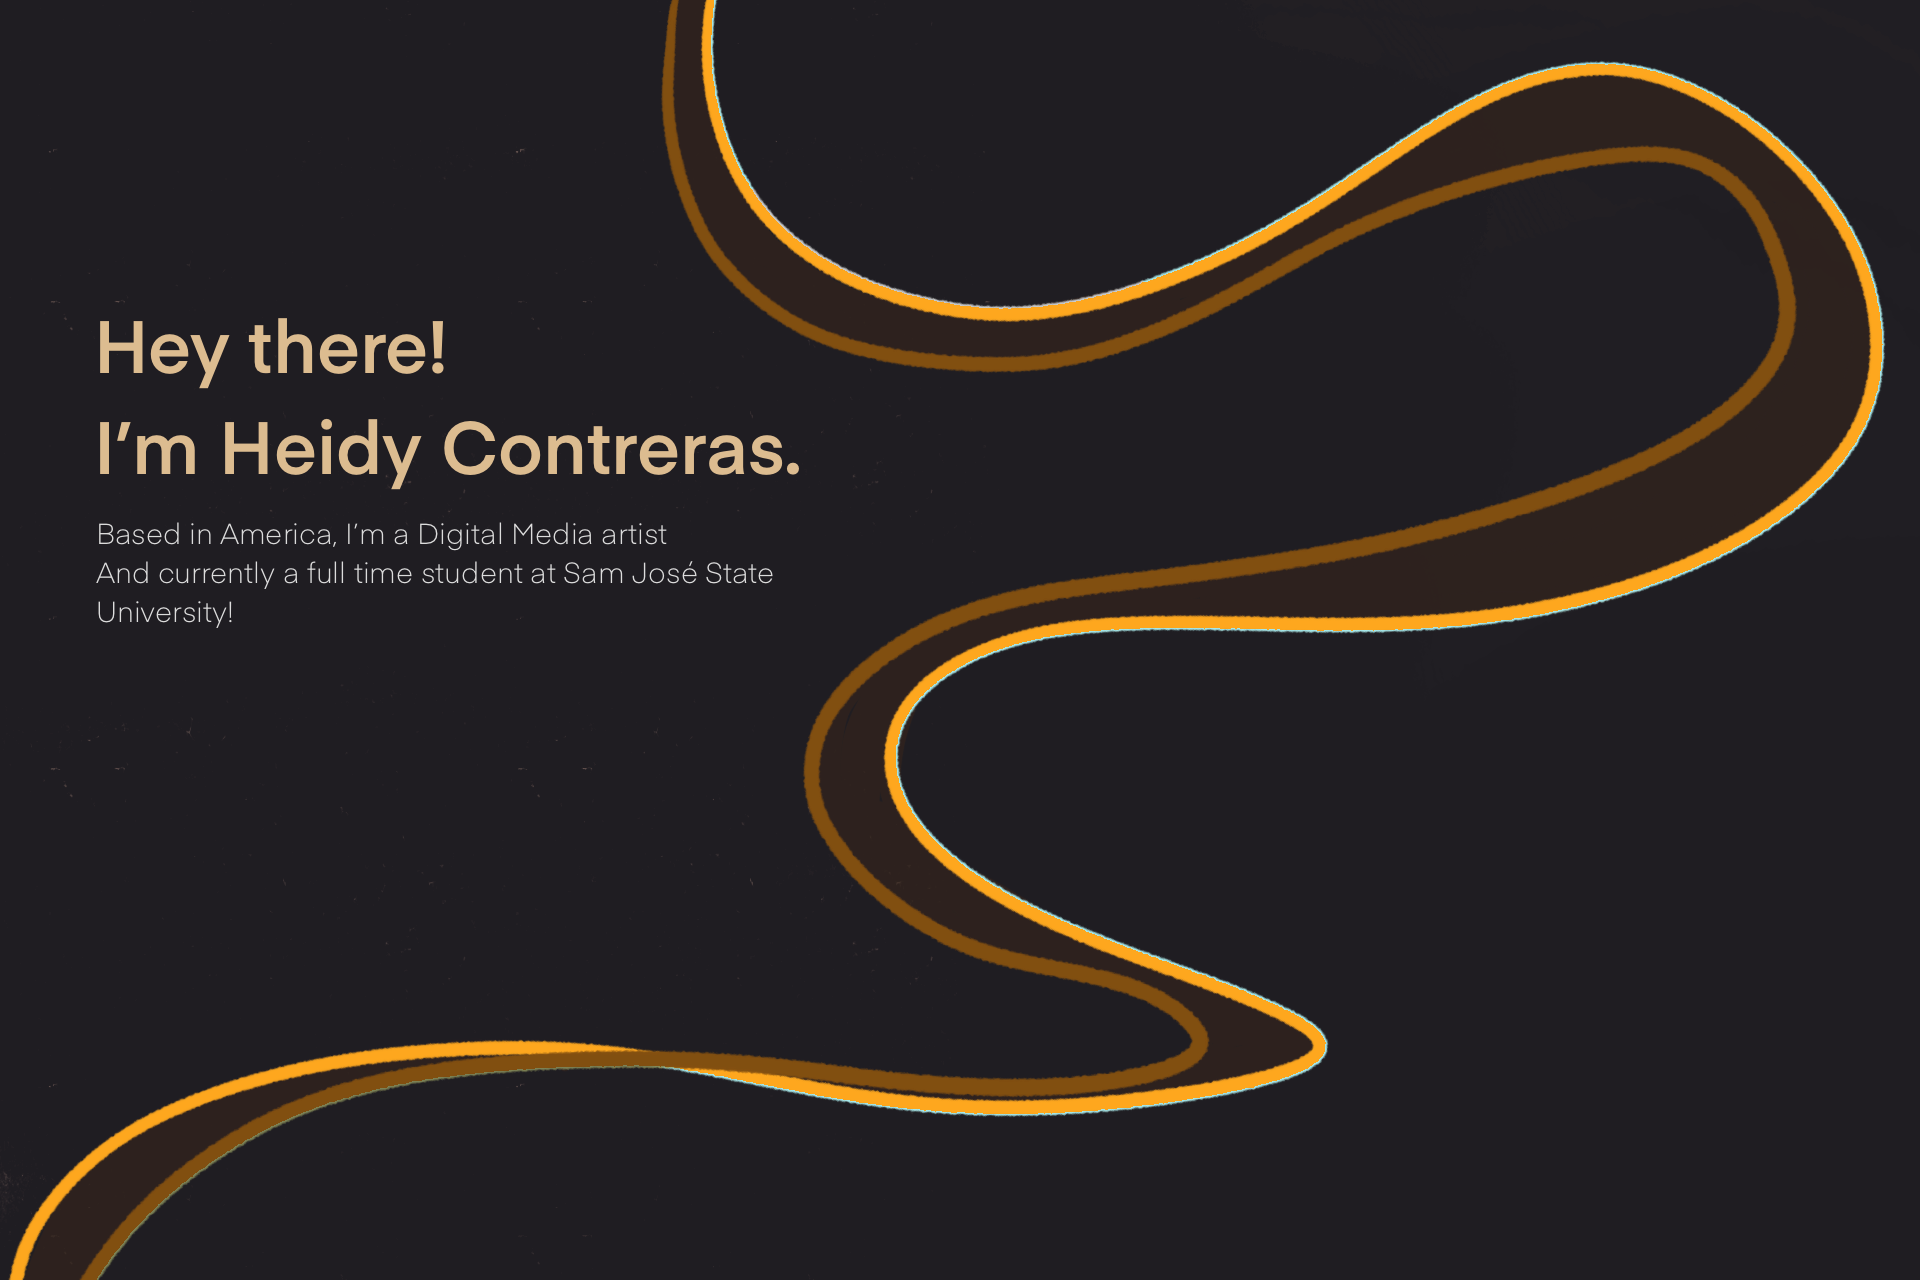 Hey there!
I’m Heidy Contreras.
Based in America, I’m a Digital Media artist
And currently a full time student at Sam José State
University!